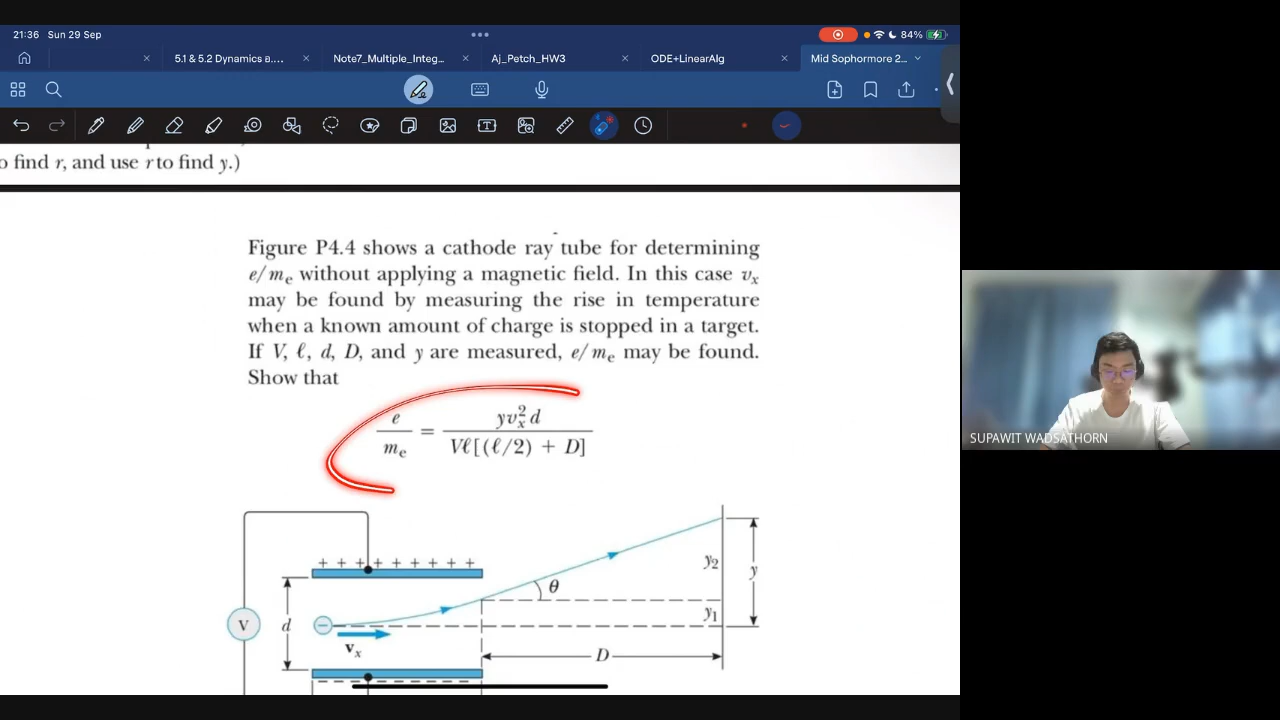 21:36 Sun 29 Sep
84%
5.1 & 5.2 Dynamics a....
Note7_Multiple_Integ...
Aj_Petch_HW3
ODE+LinearAlg
Mid Sophormore 2...
o find r, and use r to find y.)
Figure P4.4 shows a cathode ray tube for determining
e/mₑ without applying a magnetic field. In this case vₓ
may be found by measuring the rise in temperature
when a known amount of charge is stopped in a target.
If V, ℓ, d, D, and y are measured, e/mₑ may be found.
Show that
e/mₑ = yvₓ²d / Vℓ[(ℓ/2) + D]
+ + + + + + + + +
y₂
θ
y
V
d
−
y₁
vₓ
D
SUPAWIT WADSATHORN